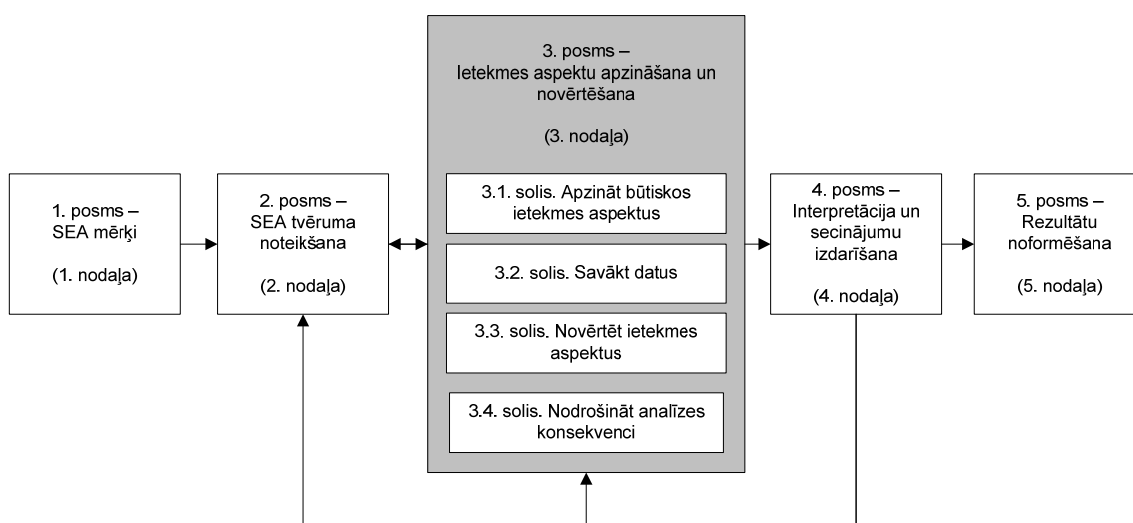 1. posms –
SEA mērķi
(1. nodaļa)
2. posms –
SEA tvēruma
noteikšana
(2. nodaļa)
3. posms –
Ietekmes aspektu apzināšana un
novērtēšana
(3. nodaļa)
3.1. solis. Apzināt būtiskos
ietekmes aspektus
3.2. solis. Savākt datus
3.3. solis. Novērtēt ietekmes
aspektus
3.4. solis. Nodrošināt analīzes
konsekvenci
4. posms –
Interpretācija un
secinājumu
izdarīšana
(4. nodaļa)
5. posms –
Rezultātu
noformēšana
(5. nodaļa)